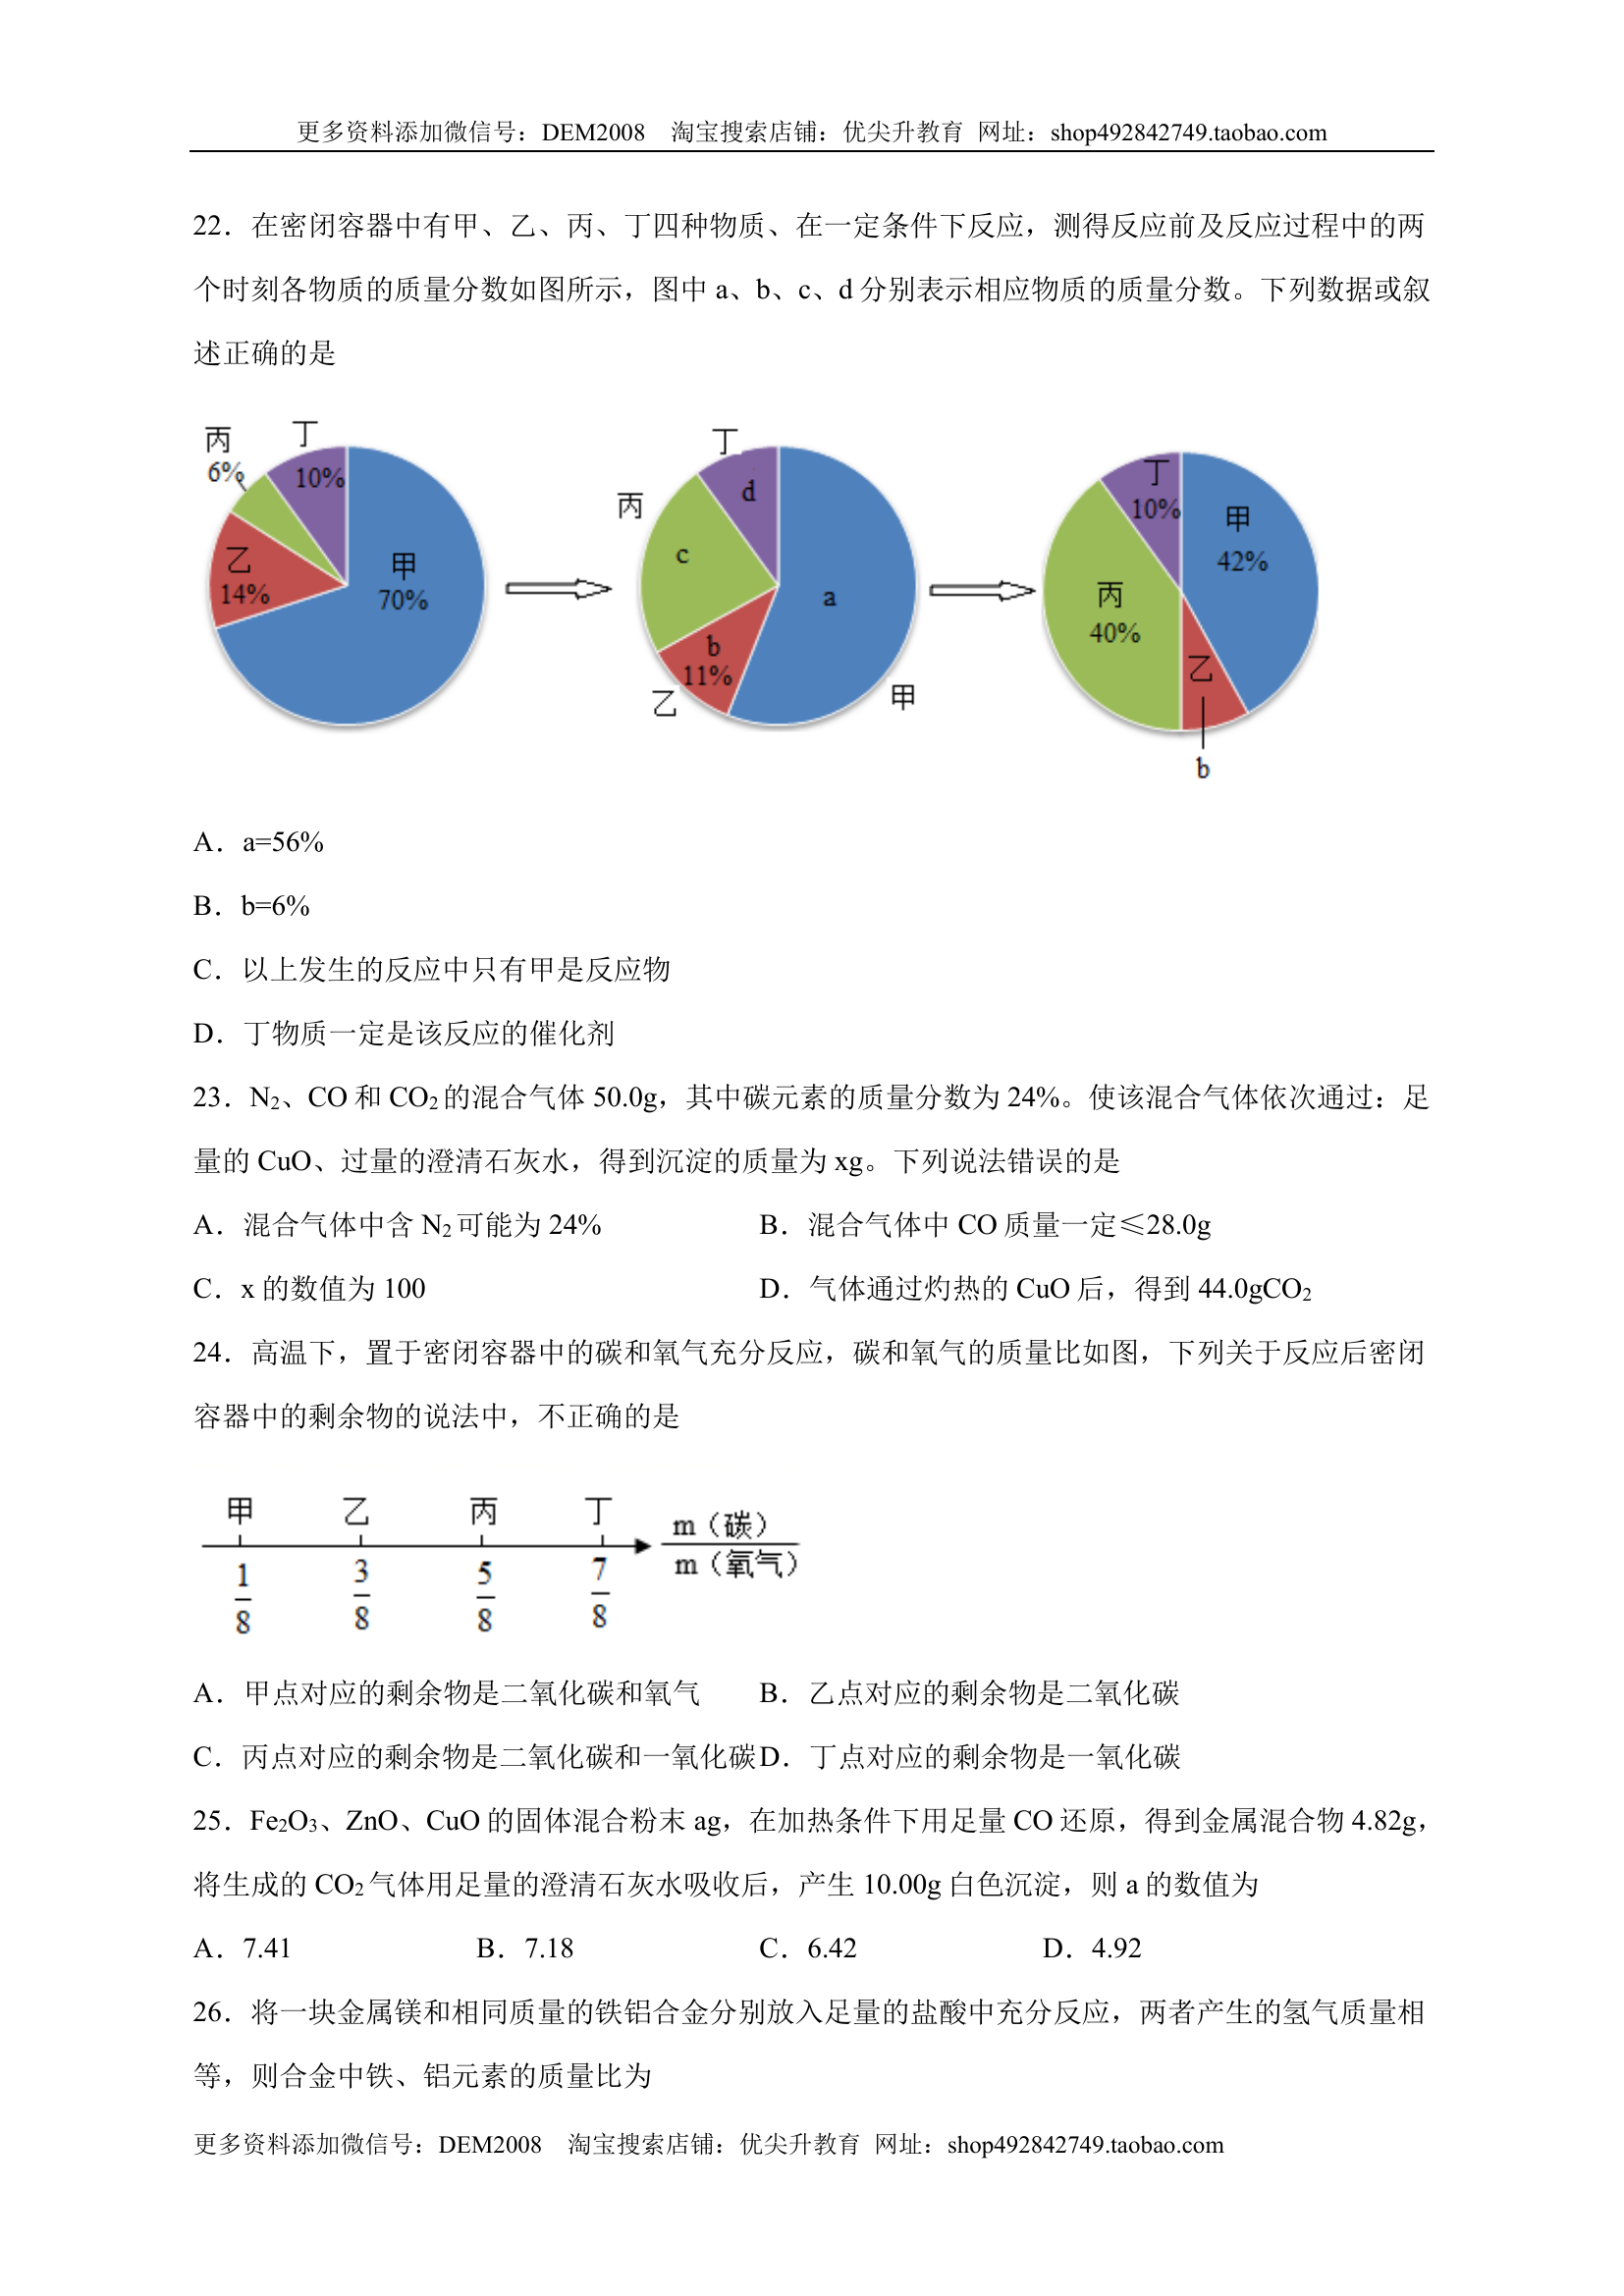 更多资料添加微信号：DEM2008 淘宝搜索店铺：优尖升教育 网址：shop492842749.taobao.com
22．在密闭容器中有甲、乙、丙、丁四种物质、在一定条件下反应，测得反应前及反应过程中的两
个时刻各物质的质量分数如图所示，图中 a、b、c、d 分别表示相应物质的质量分数。下列数据或叙
述正确的是
丙
6%
丁
10%
乙
14%
甲
70%
丁
d
丙
c
b
11%
乙
a
甲
丁
10%
甲
42%
丙
40%
乙
b
A．a=56%
B．b=6%
C．以上发生的反应中只有甲是反应物
D．丁物质一定是该反应的催化剂
23．N₂、CO 和 CO₂的混合气体 50.0g，其中碳元素的质量分数为 24%。使该混合气体依次通过：足
量的 CuO、过量的澄清石灰水，得到沉淀的质量为 xg。下列说法错误的是
A．混合气体中含 N₂可能为 24% B．混合气体中 CO 质量一定≤28.0g
C．x 的数值为 100 D．气体通过灼热的 CuO 后，得到 44.0gCO₂
24．高温下，置于密闭容器中的碳和氧气充分反应，碳和氧气的质量比如图，下列关于反应后密闭
容器中的剩余物的说法中，不正确的是
甲 乙 丙 丁
1/8 3/8 5/8 7/8
m（碳）
m（氧气）
A．甲点对应的剩余物是二氧化碳和氧气 B．乙点对应的剩余物是二氧化碳
C．丙点对应的剩余物是二氧化碳和一氧化碳 D．丁点对应的剩余物是一氧化碳
25．Fe₂O₃、ZnO、CuO 的固体混合粉末 ag，在加热条件下用足量 CO 还原，得到金属混合物 4.82g，
将生成的 CO₂气体用足量的澄清石灰水吸收后，产生 10.00g 白色沉淀，则 a 的数值为
A．7.41 B．7.18 C．6.42 D．4.92
26．将一块金属镁和相同质量的铁铝合金分别放入足量的盐酸中充分反应，两者产生的氢气质量相
等，则合金中铁、铝元素的质量比为
更多资料添加微信号：DEM2008 淘宝搜索店铺：优尖升教育 网址：shop492842749.taobao.com